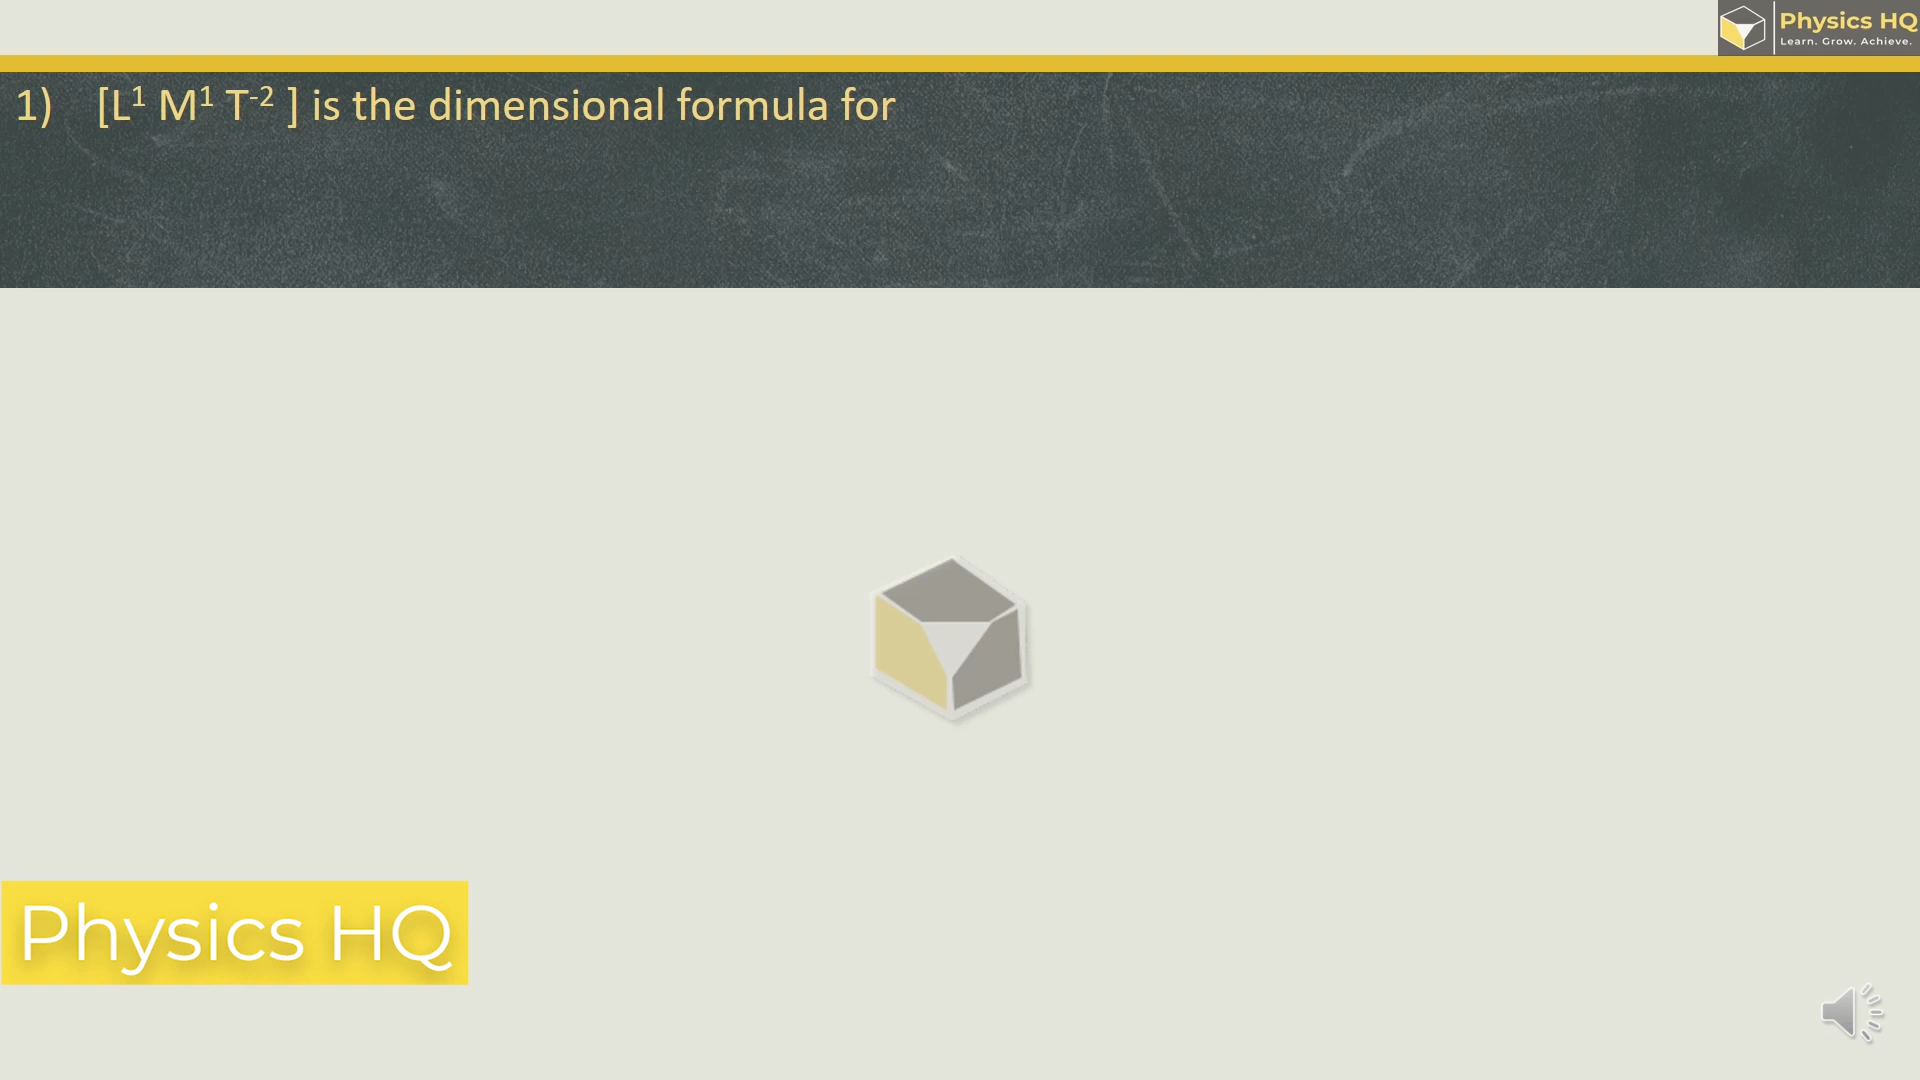 Physics HQ
Learn. Grow. Achieve.
1) [L¹ M¹ T⁻² ] is the dimensional formula for
Physics HQ